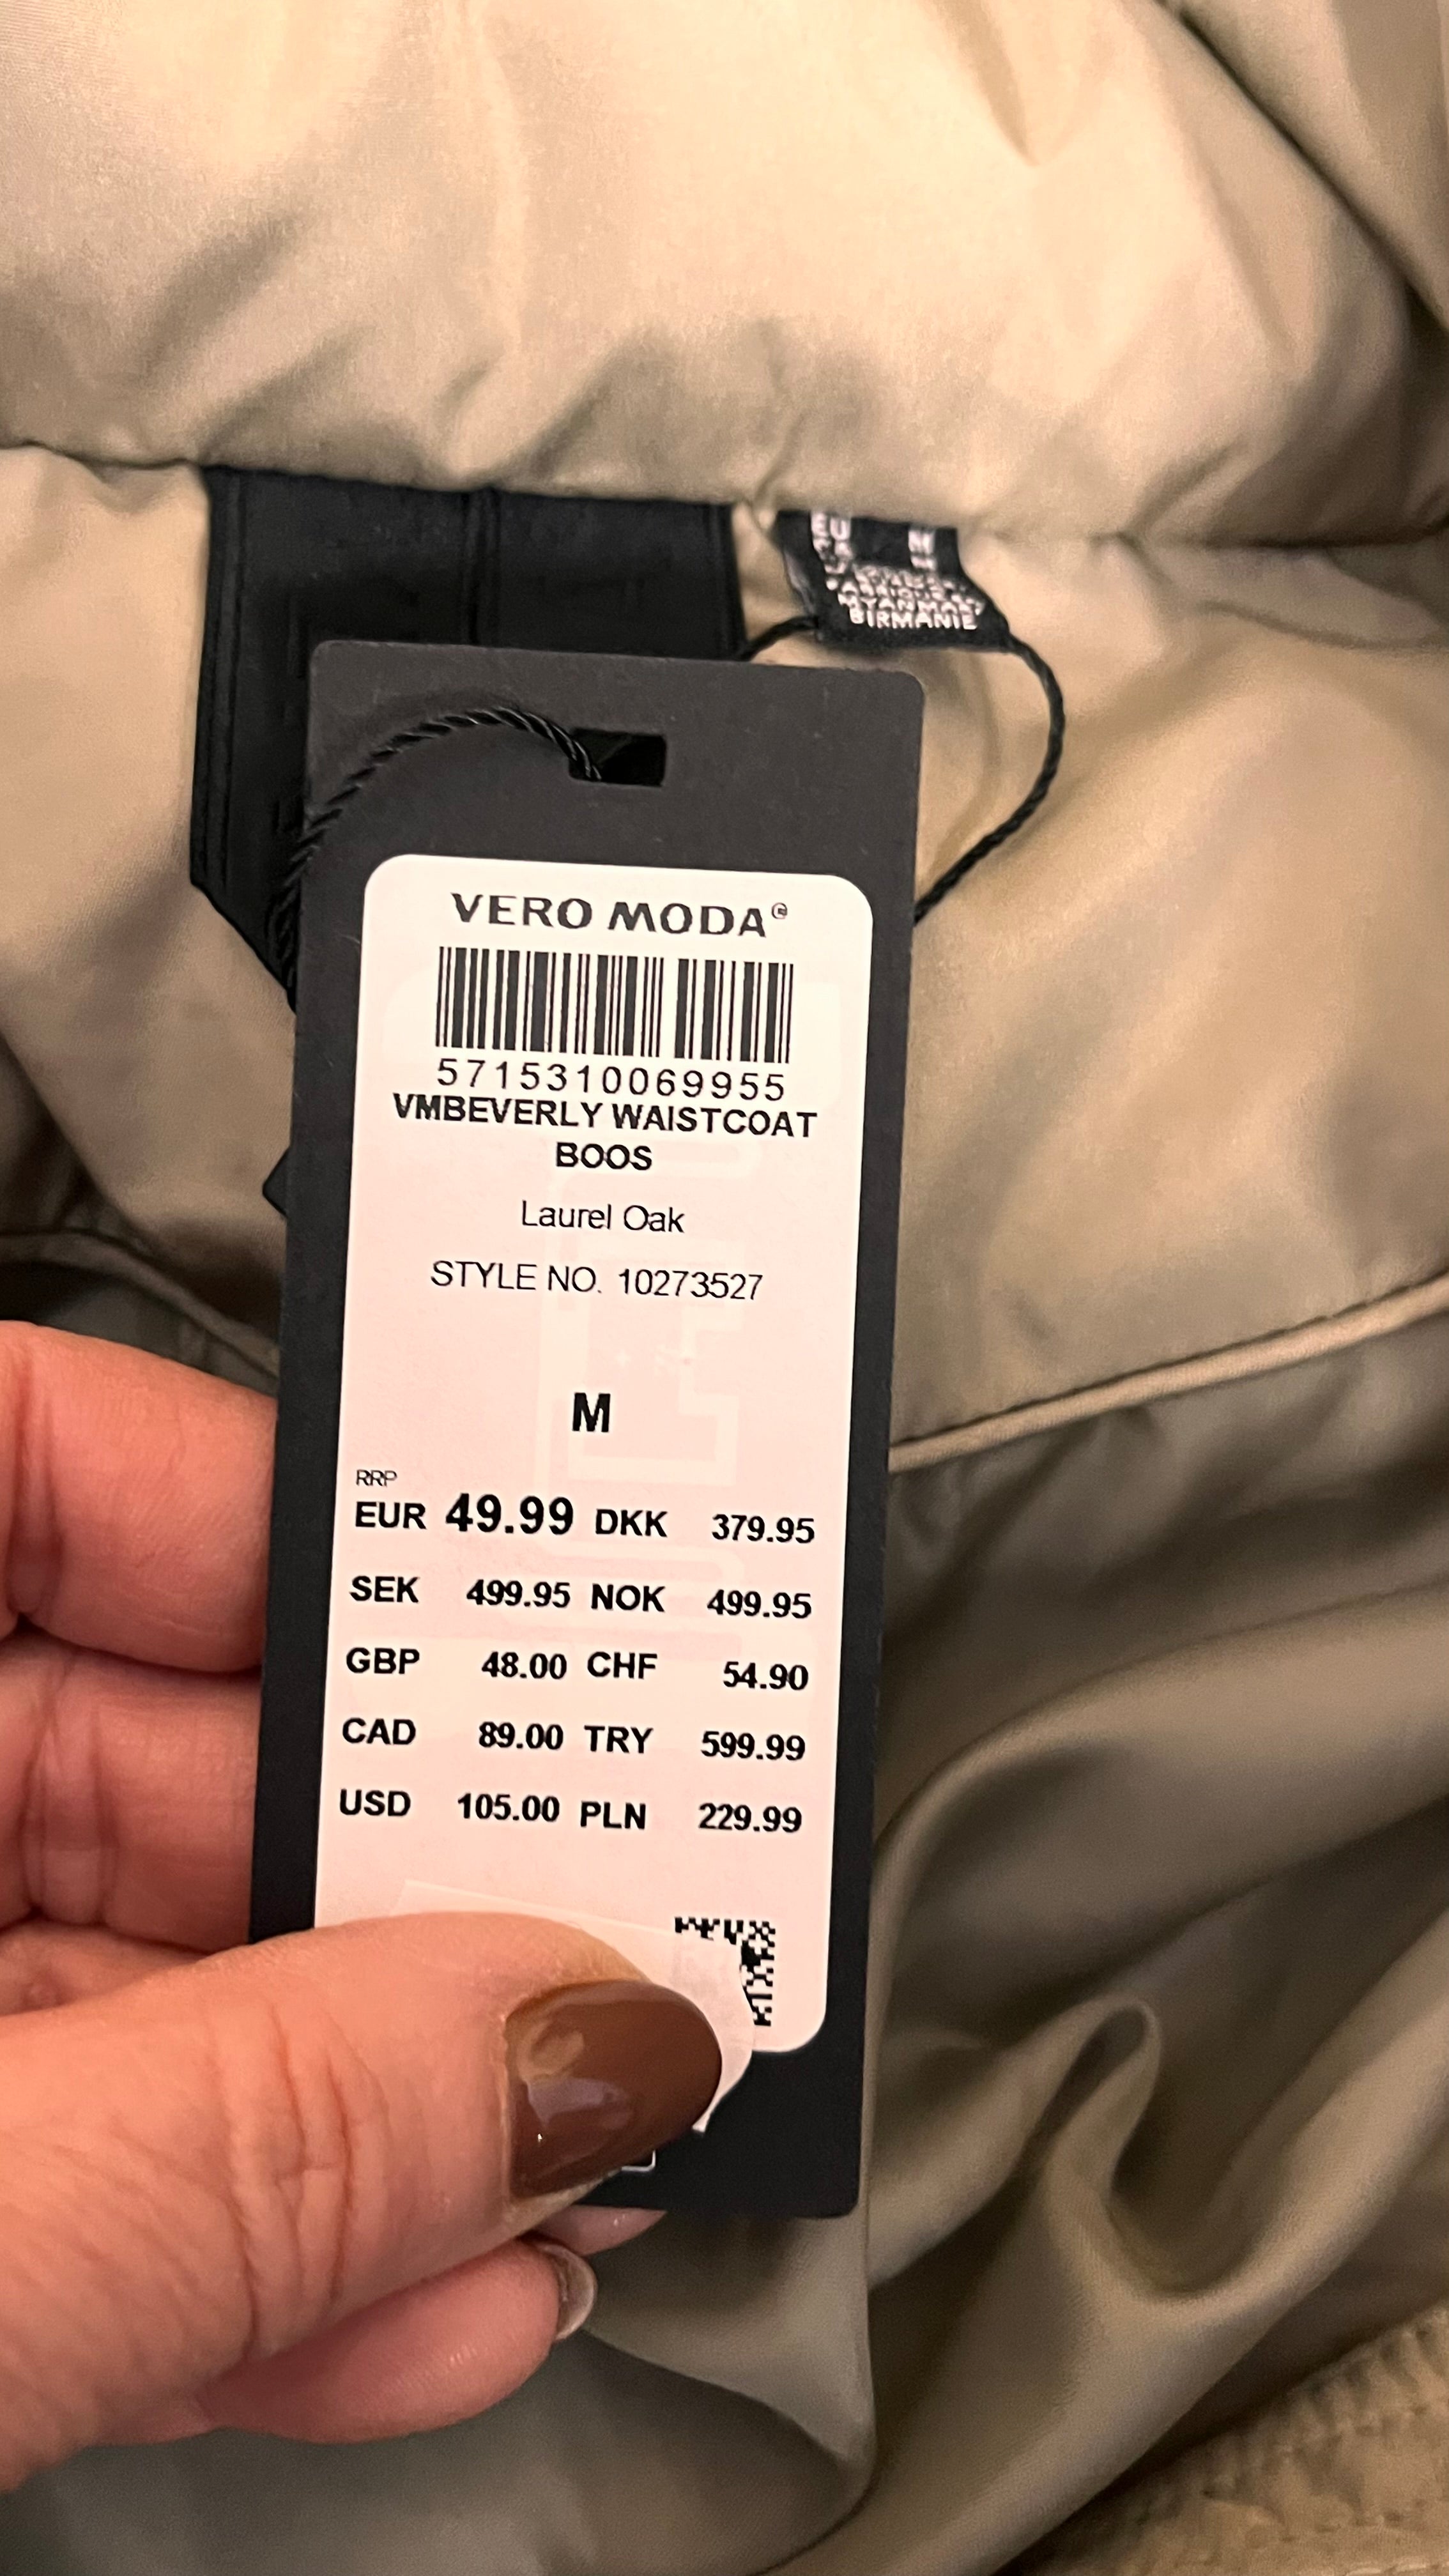 EU M
MYANMAR
BIRMANIE
VERO MODA
5715310069955
VMBEVERLY WAISTCOAT
BOOS
Laurel Oak
STYLE NO. 10273527
M
RRP
EUR 49.99 DKK 379.95
SEK 499.95 NOK 499.95
GBP 48.00 CHF 54.90
CAD 89.00 TRY 599.99
USD 105.00 PLN 229.99